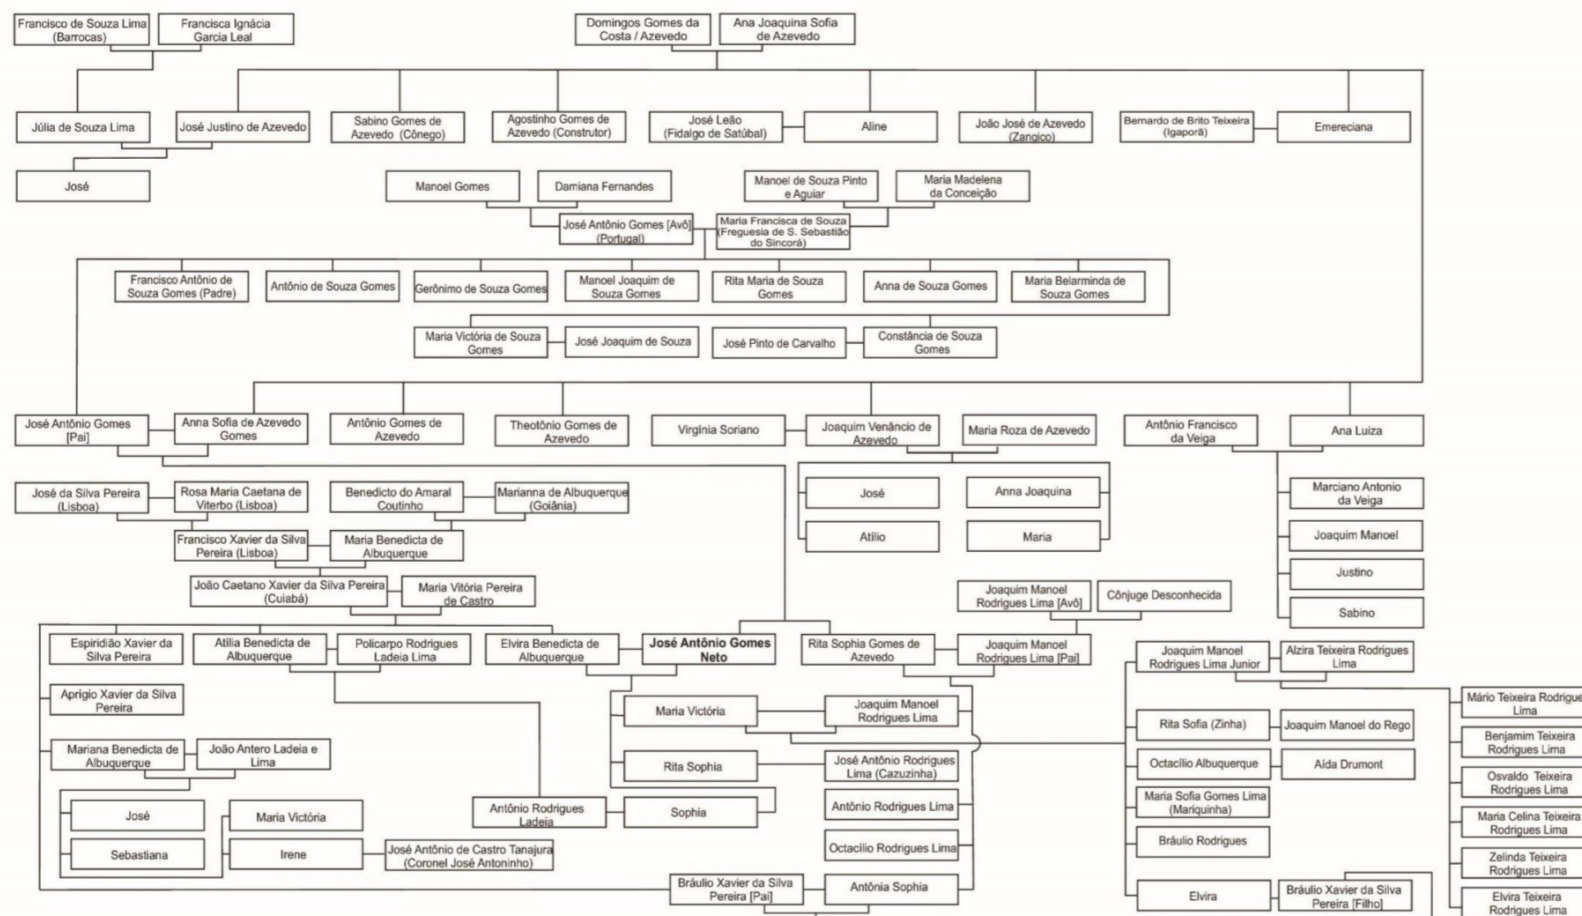 Francisco de Souza Lima
(Barrocas)
Francisca Ignácia
Garcia Leal
Domingos Gomes da
Costa / Azevedo
Ana Joaquina Sofia
de Azevedo
Júlia de Souza Lima
José Justino de Azevedo
Sabino Gomes de
Azevedo (Cônego)
Agostinho Gomes de
Azevedo (Construtor)
José Leão
(Fidalgo de Satúbal)
Aline
João José de Azevedo
(Zangico)
Bernardo de Brito Teixeira
(Igaporã)
Emereciana
José
Manoel Gomes
Damiana Fernandes
Manoel de Souza Pinto
e Aguiar
Maria Madelena
da Conceição
José Antônio Gomes [Avô]
(Portugal)
Maria Francisca de Souza
(Freguesia de S. Sebastião
do Sincorá)
Francisco Antônio de
Souza Gomes (Padre)
Antônio de Souza Gomes
Gerônimo de Souza Gomes
Manoel Joaquim de
Souza Gomes
Rita Maria de Souza
Gomes
Anna de Souza Gomes
Maria Belarminda de
Souza Gomes
Maria Victória de Souza
Gomes
José Joaquim de Souza
José Pinto de Carvalho
Constância de Souza
Gomes
José Antônio Gomes
[Pai]
Anna Sofia de Azevedo
Gomes
Antônio Gomes de
Azevedo
Theotônio Gomes de
Azevedo
Virgínia Soriano
Joaquim Venâncio de
Azevedo
Maria Roza de Azevedo
Antônio Francisco
da Veiga
Ana Luiza
José
Anna Joaquina
Atílio
Maria
Marciano Antonio
da Veiga
Joaquim Manoel
Justino
Sabino
José da Silva Pereira
(Lisboa)
Rosa Maria Caetana de
Viterbo (Lisboa)
Benedicto do Amaral
Coutinho
Marianna de Albuquerque
(Goiânia)
Francisco Xavier da Silva
Pereira (Lisboa)
Maria Benedicta de
Albuquerque
João Caetano Xavier da Silva Pereira
(Cuiabá)
Maria Vitória Pereira
de Castro
Joaquim Manoel
Rodrigues Lima [Avô]
Cônjuge Desconhecida
Espiridião Xavier da
Silva Pereira
Atilia Benedicta de
Albuquerque
Policarpo Rodrigues
Ladeia Lima
Elvira Benedicta de
Albuquerque
José Antônio Gomes
Neto
Rita Sophia Gomes de
Azevedo
Joaquim Manoel
Rodrigues Lima [Pai]
Joaquim Manoel
Rodrigues Lima Junior
Alzira Teixeira Rodrigues
Lima
Aprígio Xavier da Silva
Pereira
Maria Victória
Joaquim Manoel
Rodrigues Lima
Mário Teixeira Rodrigue
Lima
Rita Sofia (Zinha)
Joaquim Manoel do Rego
Benjamim Teixeira
Rodrigues Lima
Mariana Benedicta de
Albuquerque
João Antero Ladeia e
Lima
Rita Sophia
José Antônio Rodrigues
Lima (Cazuzinha)
Octacílio Albuquerque
Aída Drumont
Osvaldo Teixeira
Rodrigues Lima
José
Maria Victória
Antônio Rodrigues
Ladeia
Sophia
Antônio Rodrigues Lima
Maria Sofia Gomes Lima
(Mariquinha)
Maria Celina Teixeira
Rodrigues Lima
Sebastiana
Irene
José Antônio de Castro Tanajura
(Coronel José Antoninho)
Octacílio Rodrigues Lima
Bráulio Rodrigues
Zelinda Teixeira
Rodrigues Lima
Bráulio Xavier da Silva
Pereira [Pai]
Antônia Sophia
Elvira
Bráulio Xavier da Silva
Pereira [Filho]
Elvira Teixeira
Rodrigues Lima